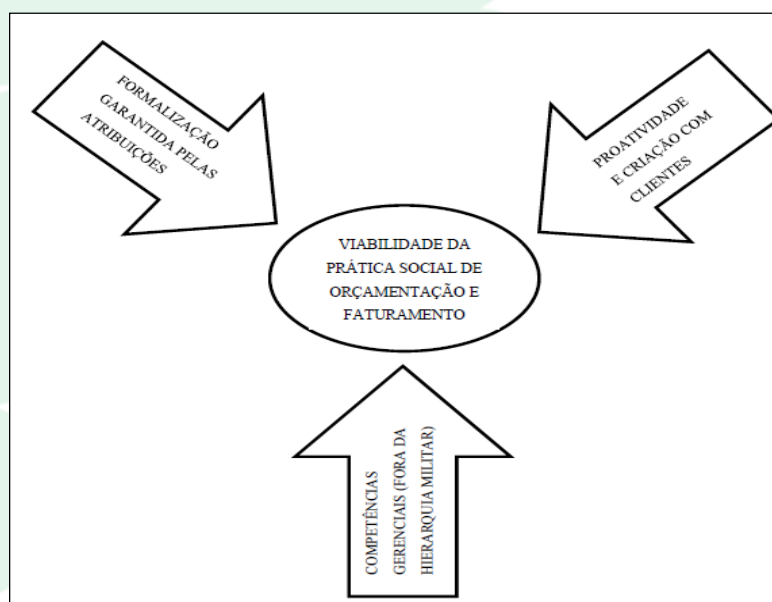 FORMALIZAÇÃO
GARANTIDA PELAS
ATRIBUIÇÕES
PROATIVIDADE
E CRIAÇÃO COM
CLIENTES
VIABILIDADE DA
PRÁTICA SOCIAL DE
ORÇAMENTAÇÃO E
FATURAMENTO
COMPETÊNCIAS
GERENCIAIS (FORA DA
HIERARQUIA MILITAR)